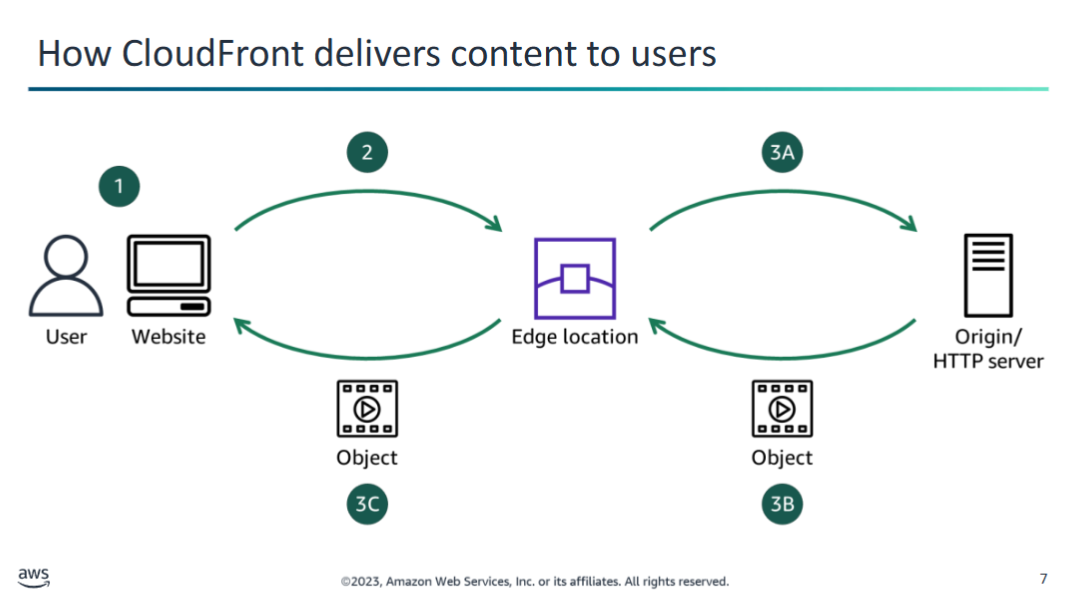 How CloudFront delivers content to users
1
2
3A
User
Website
Edge location
Origin/
HTTP server
Object
Object
3C
3B
aws
©2023, Amazon Web Services, Inc. or its affiliates. All rights reserved.
7